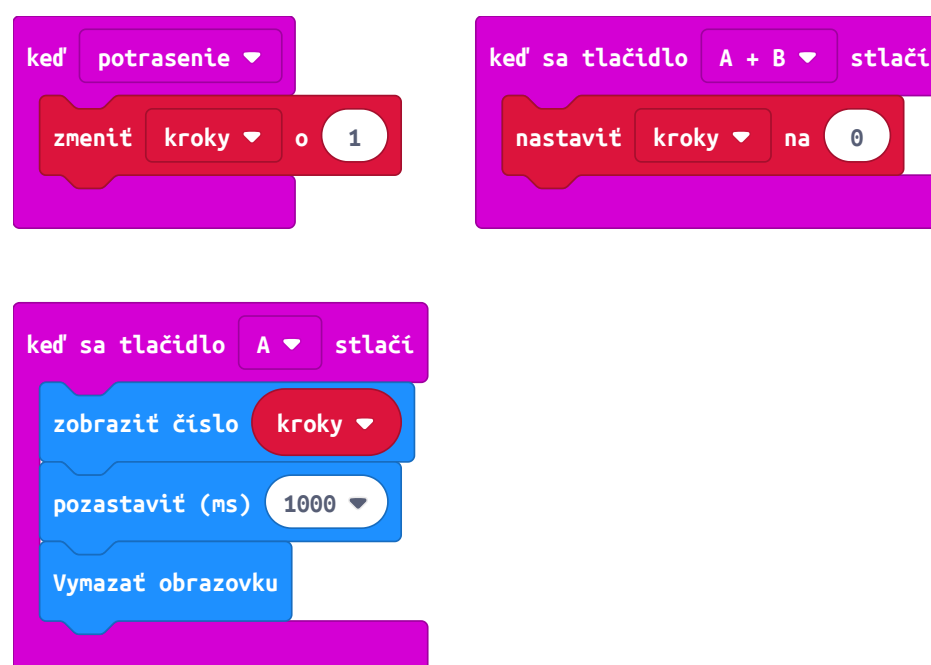 keď potrasenie
zmeniť kroky o 1
keď sa tlačidlo A + B stlačí
nastaviť kroky na 0
keď sa tlačidlo A stlačí
zobraziť číslo kroky
pozastaviť (ms) 1000
Vymazať obrazovku